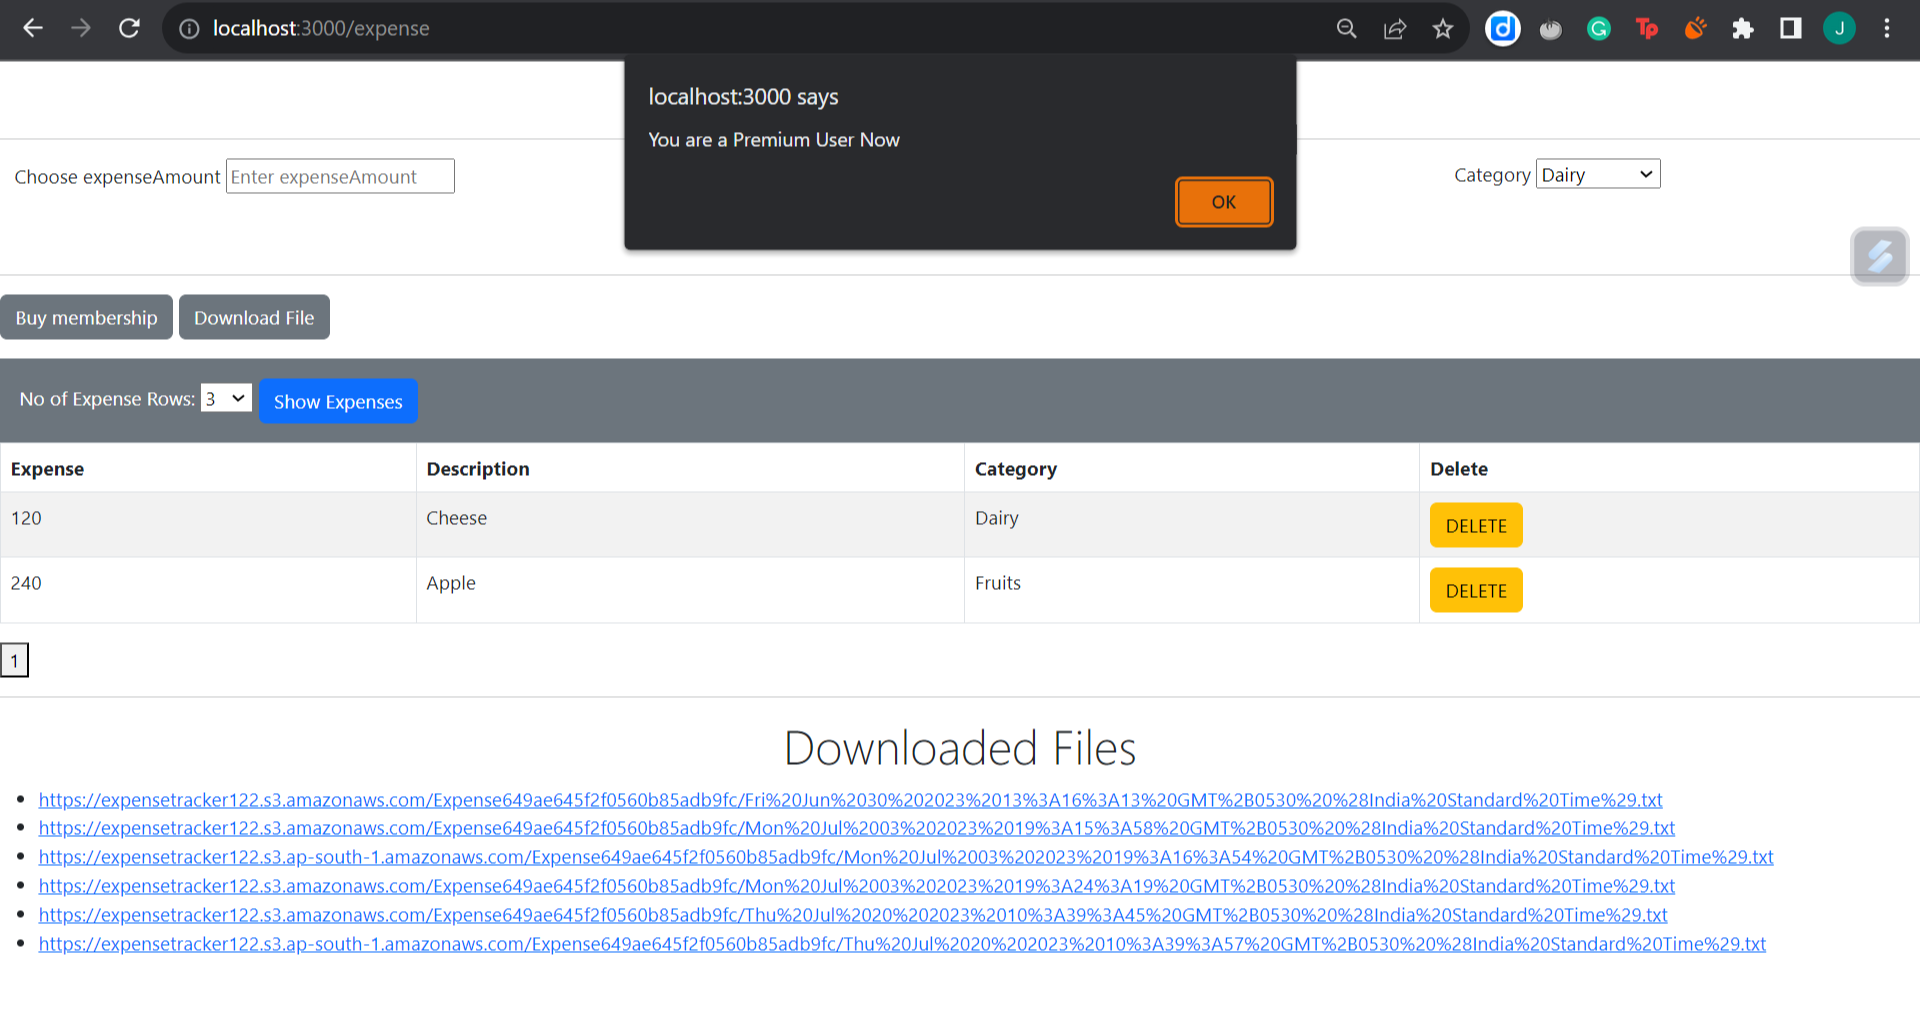 localhost:3000/expense
J
localhost:3000 says
You are a Premium User Now
OK
Choose expenseAmount Enter expenseAmount
Category Dairy
Buy membership Download File
No of Expense Rows: 3 Show Expenses
Expense Description Category Delete
120 Cheese Dairy DELETE
240 Apple Fruits DELETE
1
Downloaded Files
https://expensetracker122.s3.amazonaws.com/Expense649ae645f2f0560b85adb9fc/Fri%20Jun%2030%202023%2013%3A16%3A13%20GMT%2B0530%20%28India%20Standard%20Time%29.txt
https://expensetracker122.s3.amazonaws.com/Expense649ae645f2f0560b85adb9fc/Mon%20Jul%2003%202023%2019%3A15%3A58%20GMT%2B0530%20%28India%20Standard%20Time%29.txt
https://expensetracker122.s3.ap-south-1.amazonaws.com/Expense649ae645f2f0560b85adb9fc/Mon%20Jul%2003%202023%2019%3A16%3A54%20GMT%2B0530%20%28India%20Standard%20Time%29.txt
https://expensetracker122.s3.amazonaws.com/Expense649ae645f2f0560b85adb9fc/Mon%20Jul%2003%202023%2019%3A24%3A19%20GMT%2B0530%20%28India%20Standard%20Time%29.txt
https://expensetracker122.s3.amazonaws.com/Expense649ae645f2f0560b85adb9fc/Thu%20Jul%2020%202023%2010%3A39%3A45%20GMT%2B0530%20%28India%20Standard%20Time%29.txt
https://expensetracker122.s3.ap-south-1.amazonaws.com/Expense649ae645f2f0560b85adb9fc/Thu%20Jul%2020%202023%2010%3A39%3A57%20GMT%2B0530%20%28India%20Standard%20Time%29.txt